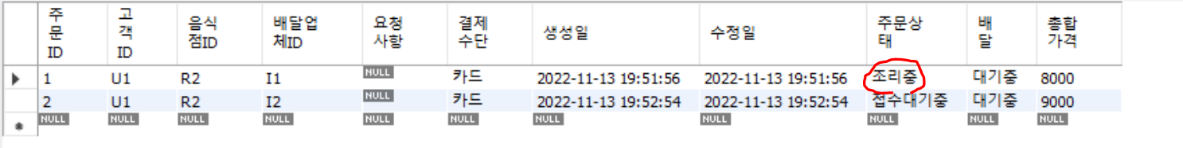 주문ID 고객ID 음식점ID 배달업체ID 요청사항 결제수단 생성일 수정일 주문상태 배달 총합가격
1 U1 R2 I1 NULL 카드 2022-11-13 19:51:56 2022-11-13 19:51:56 조리중 대기중 8000
2 U1 R2 I2 NULL 카드 2022-11-13 19:52:54 2022-11-13 19:52:54 접수대기중 대기중 9000
NULL NULL NULL NULL NULL NULL NULL NULL NULL NULL NULL